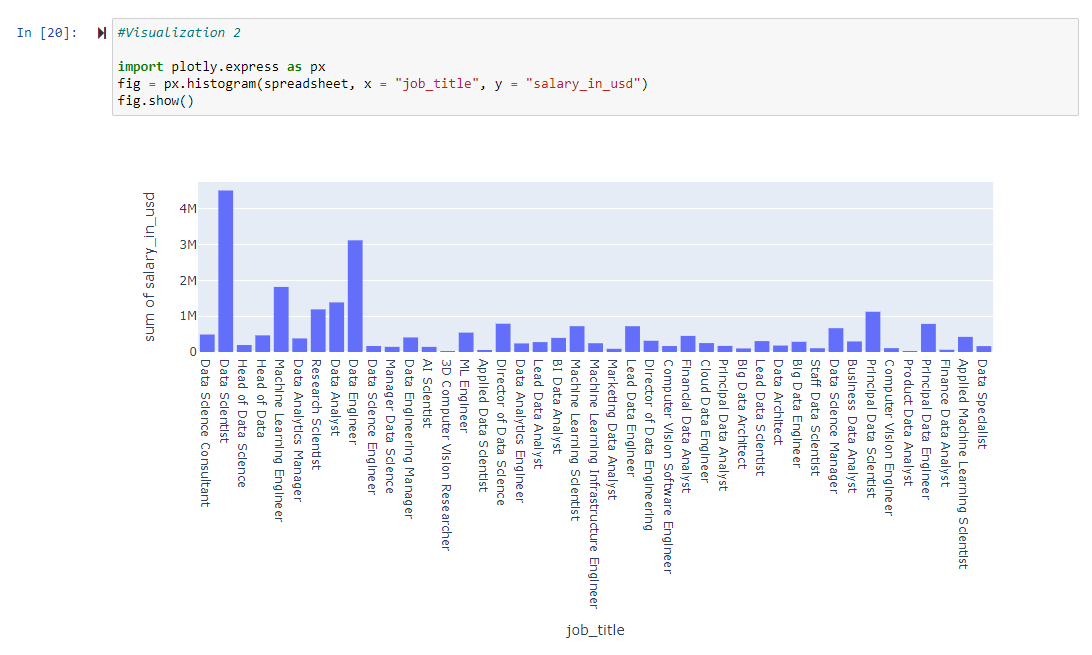 In [20]:
#Visualization 2
import plotly.express as px
fig = px.histogram(spreadsheet, x = "job_title", y = "salary_in_usd")
fig.show()
sum of salary_in_usd
4M
3M
2M
1M
0
Data Science Consultant
Data Scientist
Head of Data Science
Head of Data
Machine Learning Engineer
Data Analytics Manager
Research Scientist
Data Analyst
Data Engineer
Data Science Engineer
Manager Data Science
Data Engineering Manager
AI Scientist
3D Computer Vision Researcher
ML Engineer
Applied Data Scientist
Director of Data Science
Data Analytics Engineer
Lead Data Analyst
BI Data Analyst
Machine Learning Scientist
Machine Learning Infrastructure Engineer
Marketing Data Analyst
Lead Data Engineer
Director of Data Engineering
Computer Vision Software Engineer
Financial Data Analyst
Cloud Data Engineer
Principal Data Analyst
Big Data Architect
Lead Data Scientist
Data Architect
Big Data Engineer
Staff Data Scientist
Data Science Manager
Business Data Analyst
Principal Data Scientist
Computer Vision Engineer
Product Data Analyst
Principal Data Engineer
Finance Data Analyst
Applied Machine Learning Scientist
Data Specialist
job_title